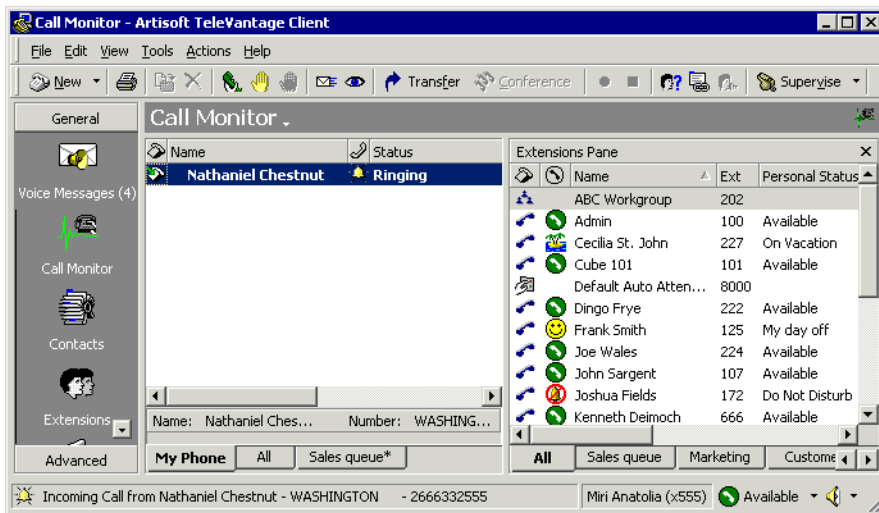 Call Monitor - Artisoft TeleVantage Client
File Edit View Tools Actions Help
New Transfer Conference Supervise
General
Call Monitor
Voice Messages (4)
Call Monitor
Contacts
Extensions
Advanced
Name Status
Nathaniel Chestnut Ringing
Name: Nathaniel Ches... Number: WASHING...
My Phone All Sales queue*
Extensions Pane
Name Ext Personal Status
ABC Workgroup 202
Admin 100 Available
Cecilia St. John 227 On Vacation
Cube 101 101 Available
Default Auto Atten... 8000
Dingo Frye 222 Available
Frank Smith 125 My day off
Joe Wales 224 Available
John Sargent 107 Available
Joshua Fields 172 Do Not Disturb
Kenneth Deimoch 666 Available
All Sales queue Marketing Custome
Incoming Call from Nathaniel Chestnut - WASHINGTON - 2666332555 Miri Anatolia (x555) Available